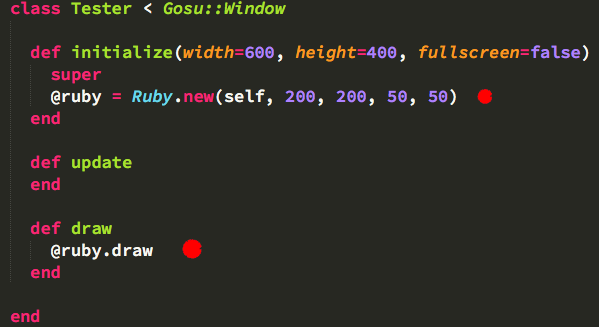 class Tester < Gosu::Window
def initialize(width=600, height=400, fullscreen=false)
super
@ruby = Ruby.new(self, 200, 200, 50, 50)
end
def update
end
def draw
@ruby.draw
end
end